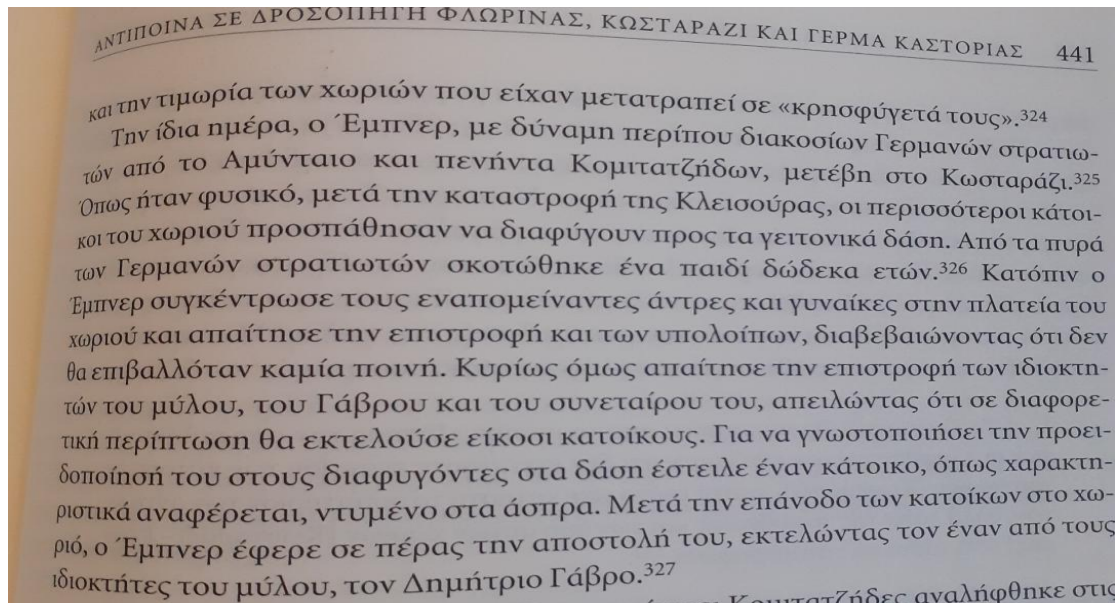 ΑΝΤΙΠΟΙΝΑ ΣΕ ΔΡΟΣΟΠΗΓΗ ΦΛΩΡΙΝΑΣ, ΚΩΣΤΑΡΑΖΙ ΚΑΙ ΓΕΡΜΑ ΚΑΣΤΟΡΙΑΣ 441
και την τιμωρία των χωριών που είχαν μετατραπεί σε «κρησφύγετά τους».324
Την ίδια ημέρα, ο Έμπνερ, με δύναμη περίπου διακοσίων Γερμανών στρατιω-
τών από το Αμύνταιο και πενήντα Κομιτατζήδων, μετέβη στο Κωσταράζι.325
Όπως ήταν φυσικό, μετά την καταστροφή της Κλεισούρας, οι περισσότεροι κάτοι-
κοι του χωριού προσπάθησαν να διαφύγουν προς τα γειτονικά δάση. Από τα πυρά
των Γερμανών στρατιωτών σκοτώθηκε ένα παιδί δώδεκα ετών.326 Κατόπιν ο
Έμπνερ συγκέντρωσε τους εναπομείναντες άντρες και γυναίκες στην πλατεία του
χωριού και απαίτησε την επιστροφή και των υπολοίπων, διαβεβαιώνοντας ότι δεν
θα επιβαλλόταν καμία ποινή. Κυρίως όμως απαίτησε την επιστροφή των ιδιοκτη-
τών του μύλου, του Γάβρου και του συνεταίρου του, απειλώντας ότι σε διαφορε-
τική περίπτωση θα εκτελούσε είκοσι κατοίκους. Για να γνωστοποιήσει την προει-
δοποίησή του στους διαφυγόντες στα δάση έστειλε έναν κάτοικο, όπως χαρακτη-
ριστικά αναφέρεται, ντυμένο στα άσπρα. Μετά την επάνοδο των κατοίκων στο χω-
ριό, ο Έμπνερ έφερε σε πέρας την αποστολή του, εκτελώντας τον έναν από τους
ιδιοκτήτες του μύλου, τον Δημήτριο Γάβρο.327
Κομιτατζήδες αναλήφθηκε στις